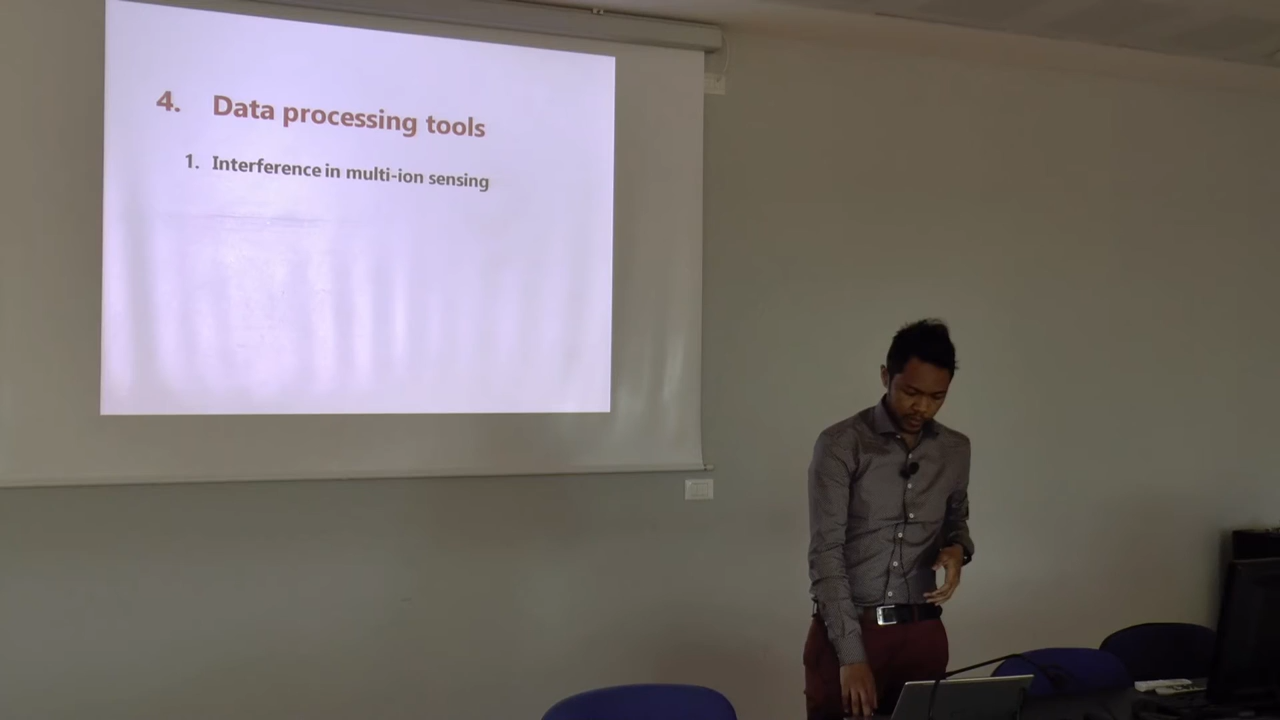 4. Data processing tools
1. Interference in multi-ion sensing